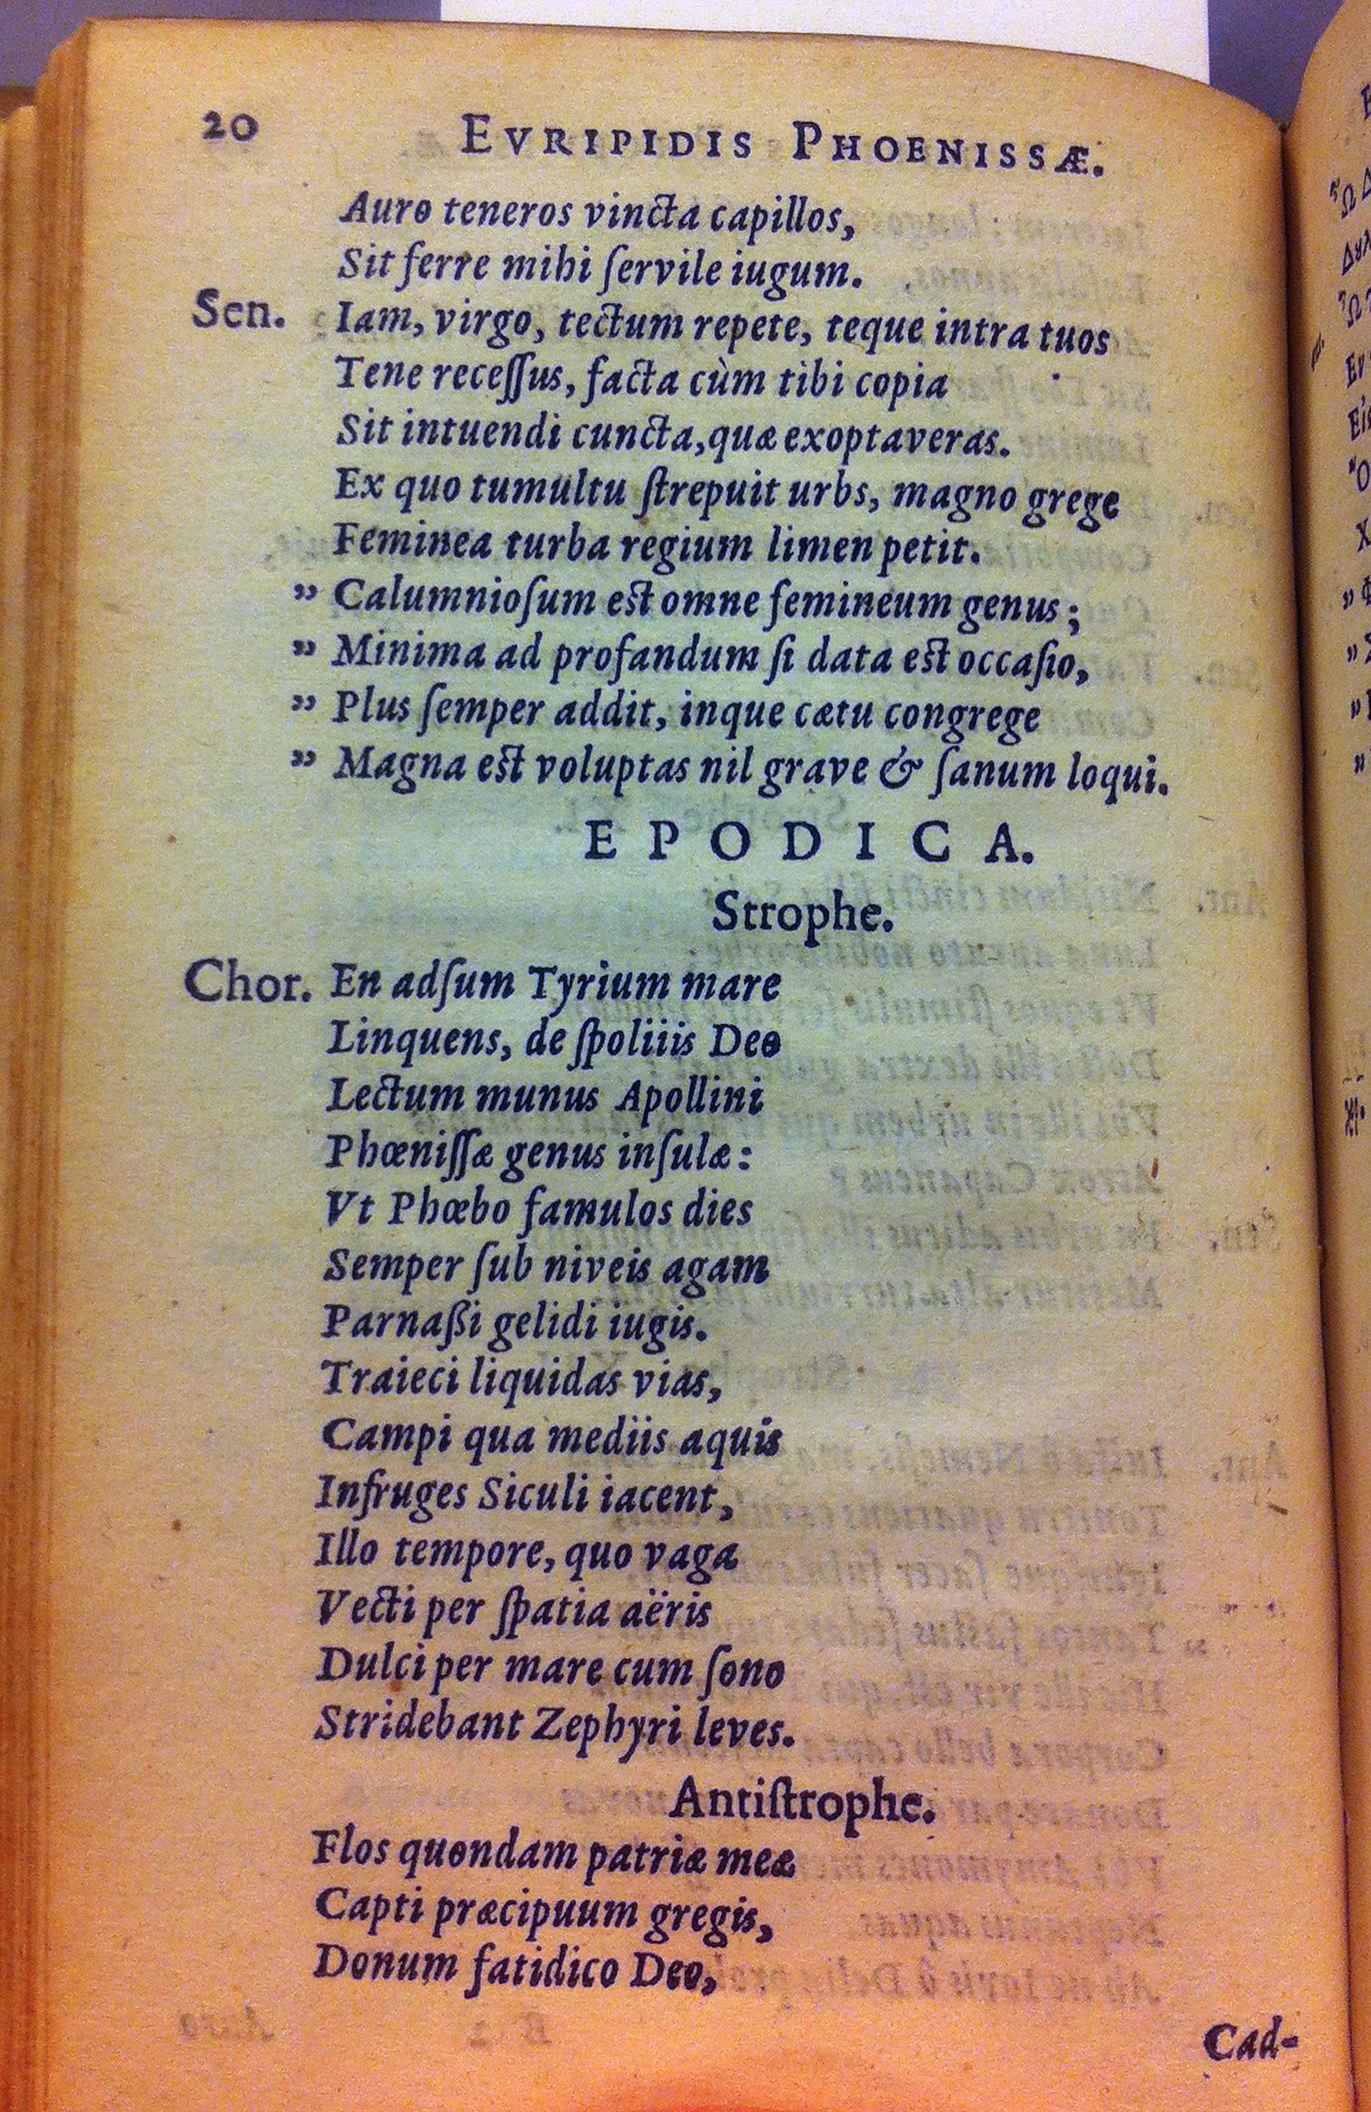 20
EVRIPIDIS PHOENISSÆ.
Auro teneros vincta capillos,
Sit ferre mihi ſervile iugum.
Sen. Iam, virgo, tectum repete, teque intra tuos
Tene receſſus, facta cùm tibi copia
Sit intuendi cuncta, quæ exoptaveras.
Ex quo tumultu ſtrepuit urbs, magno grege
Feminea turba regium limen petit.
„ Calumnioſum eſt omne femineum genus;
„ Minima ad profandum ſi data eſt occaſio,
„ Plus ſemper addit, inque cætu congrege
„ Magna eſt voluptas nil grave & ſanum loqui.
EPODICA.
Strophe.
Chor. En adſum Tyrium mare
Linquens, de ſpoliiis Deo
Lectum munus Apollini
Phœniſſæ genus inſulæ:
Vt Phœbo famulos dies
Semper ſub niveis agam
Parnaßi gelidi iugis.
Traieci liquidas vias,
Campi qua mediis aquis
Infruges Siculi iacent,
Illo tempore, quo vaga
Vecti per ſpatia aëris
Dulci per mare cum ſono
Stridebant Zephyri leves.
Antiſtrophe.
Flos quondam patriæ meæ
Capti præcipuum gregis,
Donum fatidico Deo,
Cad-